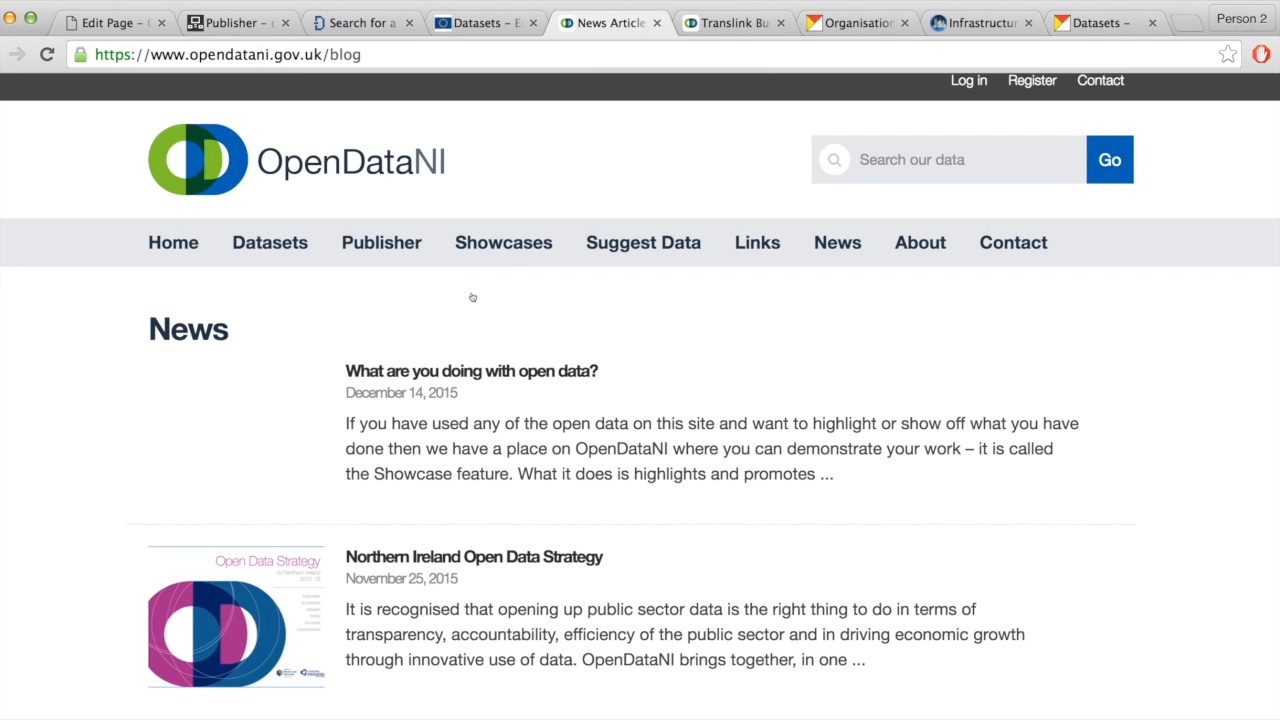 Edit Page –
Publisher –
Search for a
Datasets – E
News Article
Translink Bu
Organisation
Infrastructur
Datasets –
Person 2
https://www.opendatani.gov.uk/blog
Log in
Register
Contact
OpenDataNI
Search our data
Go
Home
Datasets
Publisher
Showcases
Suggest Data
Links
News
About
Contact
News
What are you doing with open data?
December 14, 2015
If you have used any of the open data on this site and want to highlight or show off what you have
done then we have a place on OpenDataNI where you can demonstrate your work – it is called
the Showcase feature. What it does is highlights and promotes ...
Open Data Strategy
for Northern Ireland
Northern Ireland Open Data Strategy
November 25, 2015
It is recognised that opening up public sector data is the right thing to do in terms of
transparency, accountability, efficiency of the public sector and in driving economic growth
through innovative use of data. OpenDataNI brings together, in one ...